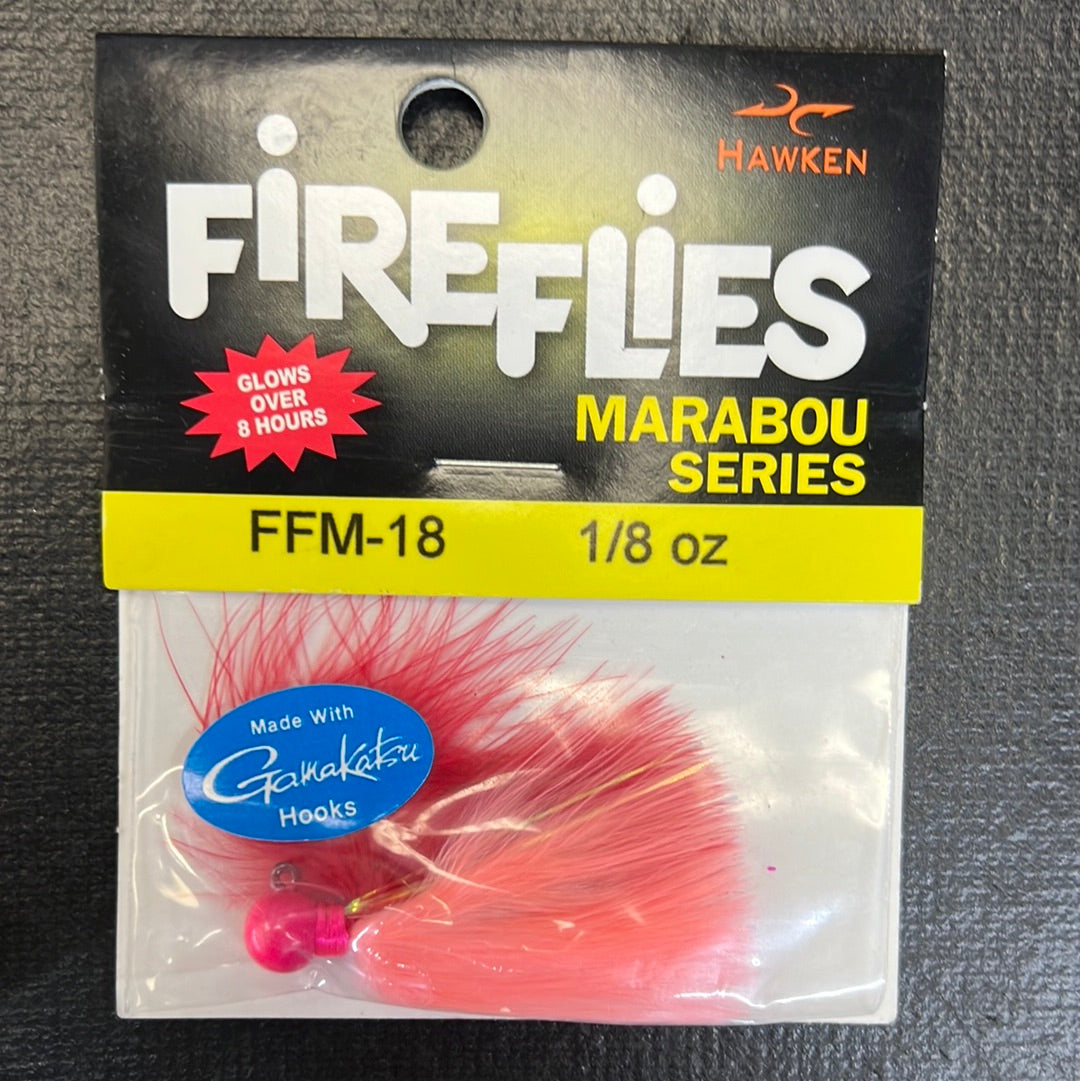 HAWKEN
FIREFLIES
GLOWS
OVER
8 HOURS
MARABOU
SERIES
FFM-18 1/8 oz
Made With
Gamakatsu
Hooks